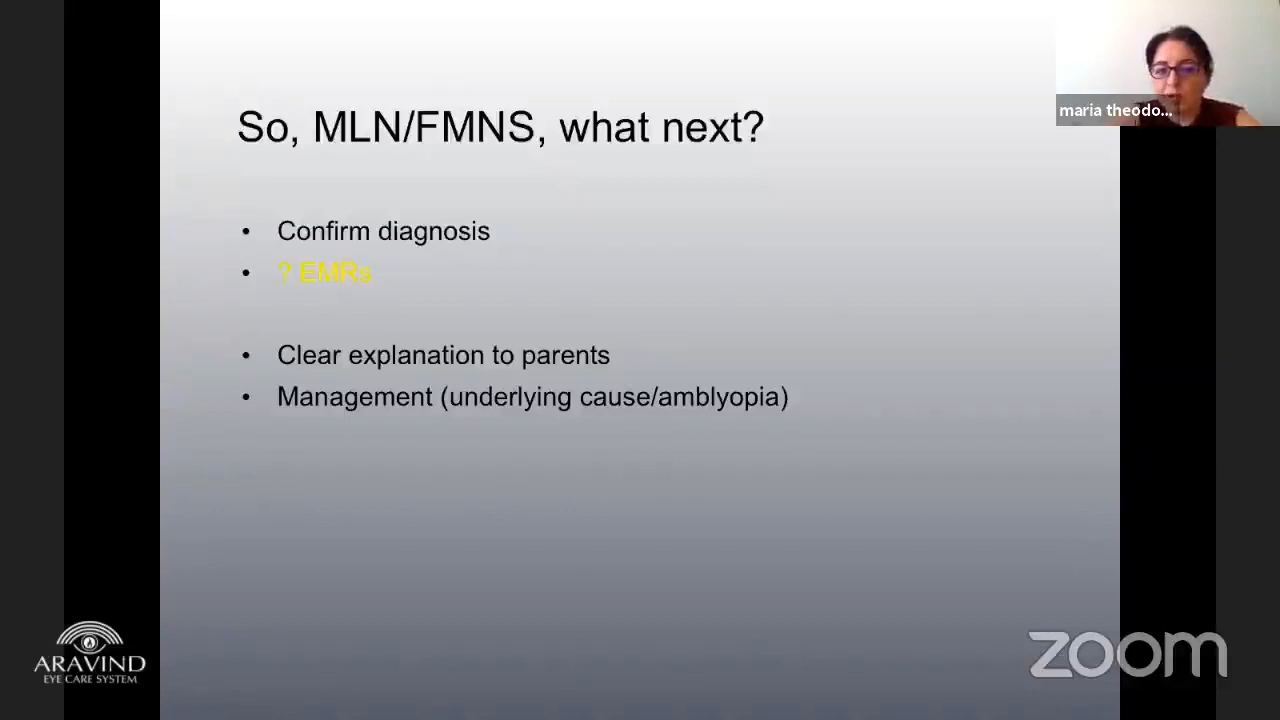 So, MLN/FMNS, what next?
• Confirm diagnosis
• ? EMRs
• Clear explanation to parents
• Management (underlying cause/amblyopia)
maria theodo...
ARAVIND
EYE CARE SYSTEM
zoom